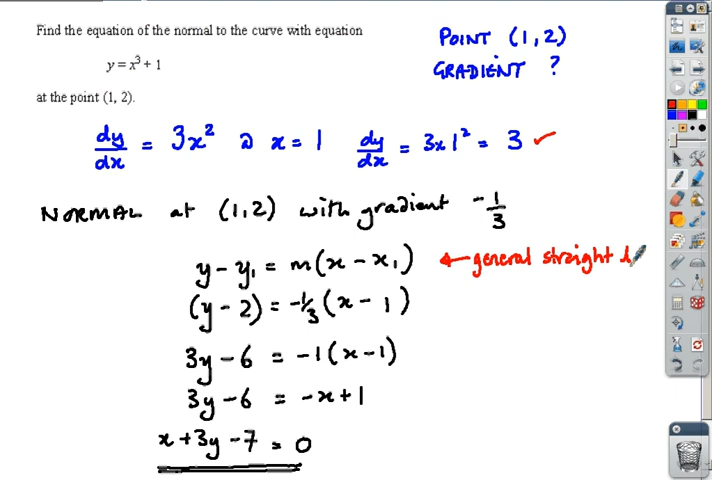 Find the equation of the normal to the curve with equation
y = x³ + 1
at the point (1, 2).
POINT (1,2)
GRADIENT ?
dy/dx = 3x² @ x = 1 dy/dx = 3x1² = 3 ✓
NORMAL at (1,2) with gradient -1/3
y - y₁ = m(x - x₁) ← general straight
(y - 2) = -1/3 (x - 1)
3y - 6 = -1(x - 1)
3y - 6 = -x + 1
x + 3y - 7 = 0